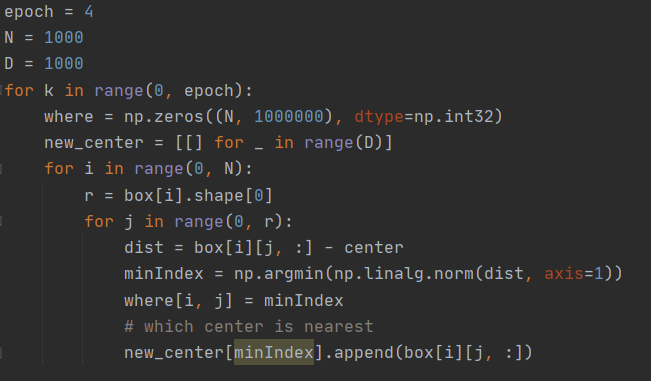 epoch = 4
N = 1000
D = 1000
for k in range(0, epoch):
    where = np.zeros((N, 1000000), dtype=np.int32)
    new_center = [[] for _ in range(D)]
    for i in range(0, N):
        r = box[i].shape[0]
        for j in range(0, r):
            dist = box[i][j, :] - center
            minIndex = np.argmin(np.linalg.norm(dist, axis=1))
            where[i, j] = minIndex
            # which center is nearest
            new_center[minIndex].append(box[i][j, :])